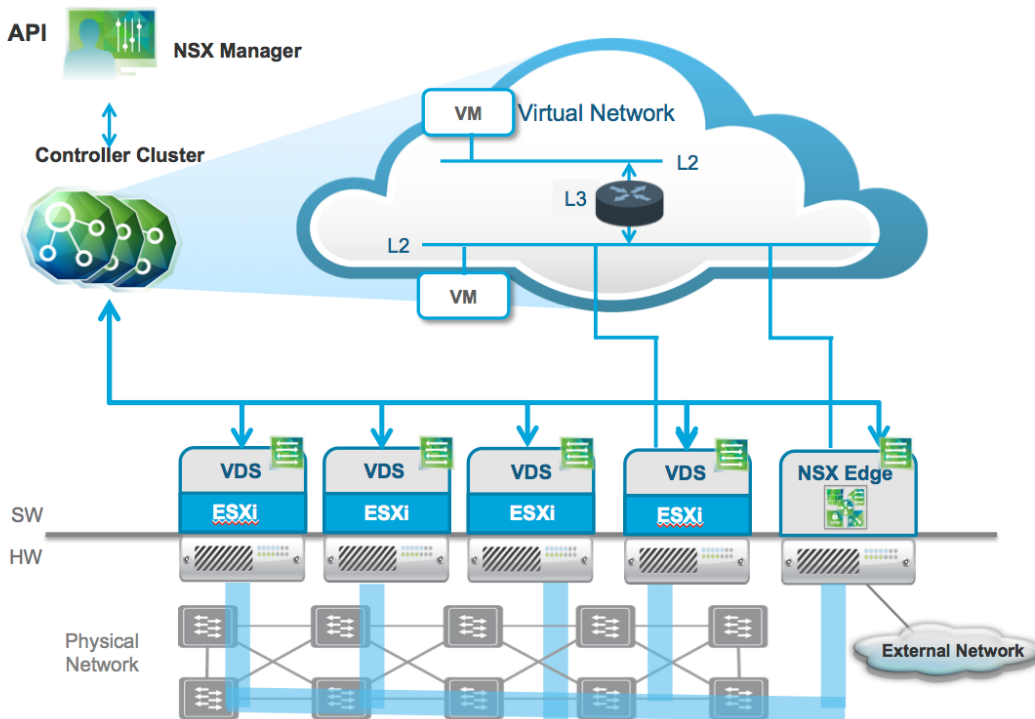 API
NSX Manager
Controller Cluster
VM
Virtual Network
L2
L3
L2
VM
VDS
VDS
VDS
VDS
NSX Edge
ESXi
ESXi
ESXi
ESXi
SW
HW
Physical
Network
External Network